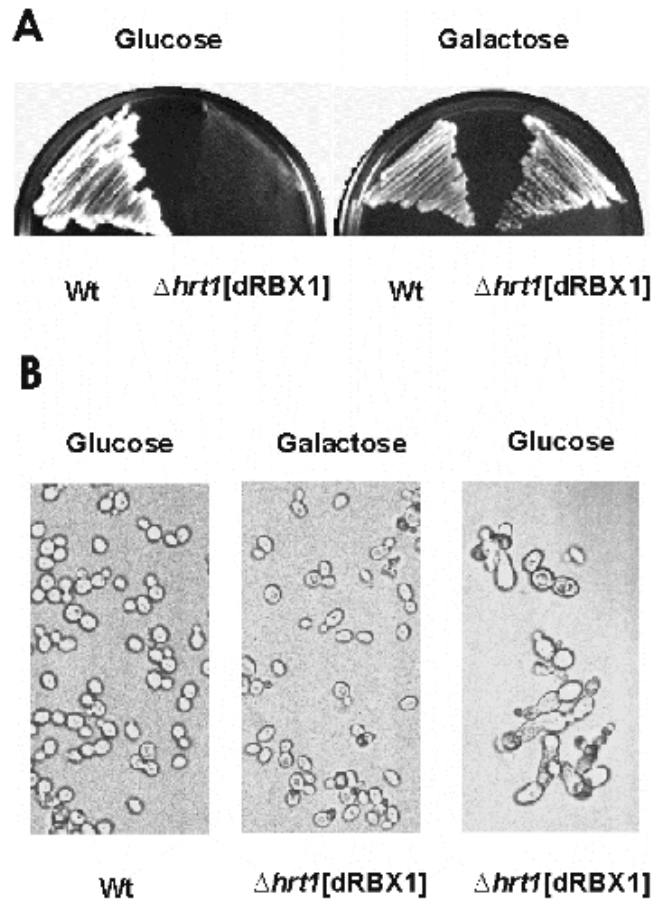 A
Glucose Galactose
Wt Δhrt1[dRBX1] Wt Δhrt1[dRBX1]
B
Glucose Galactose Glucose
Wt Δhrt1[dRBX1] Δhrt1[dRBX1]